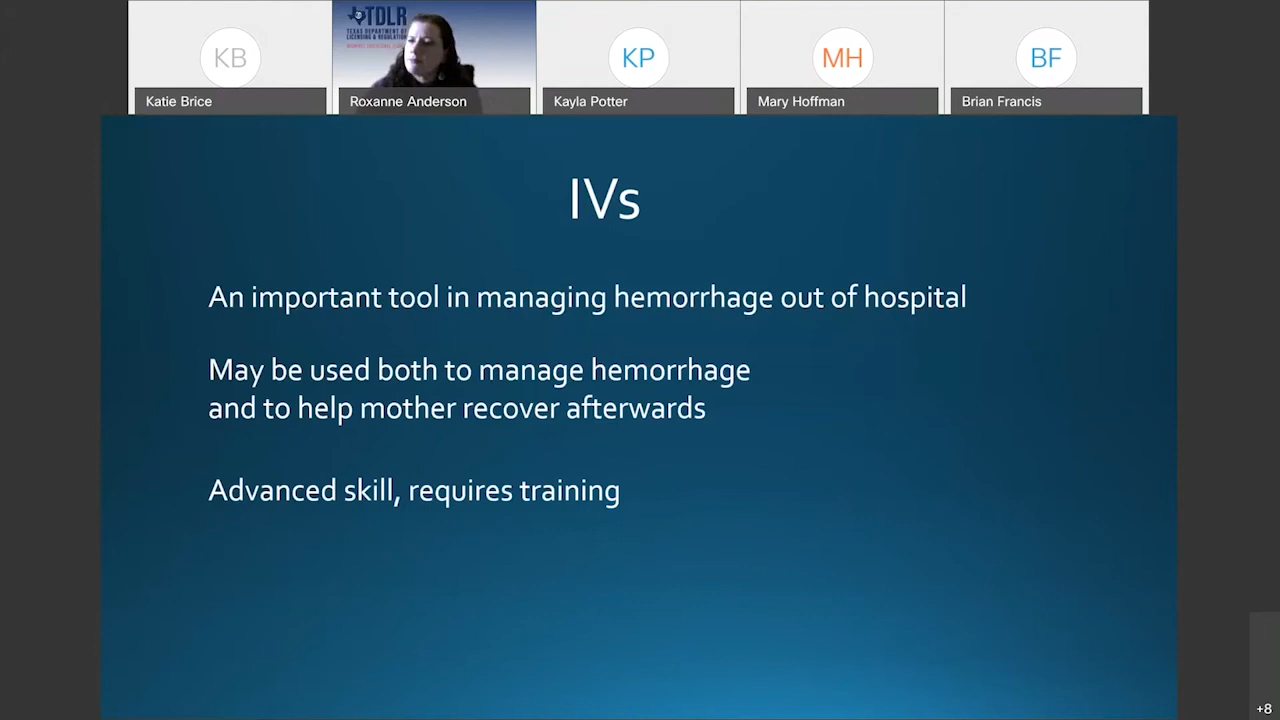 TDLR
TEXAS DEPARTMENT OF
LICENSING & REGULATION
KB
KP
MH
BF
Katie Brice
Roxanne Anderson
Kayla Potter
Mary Hoffman
Brian Francis
IVs
An important tool in managing hemorrhage out of hospital
May be used both to manage hemorrhage
and to help mother recover afterwards
Advanced skill, requires training
+8